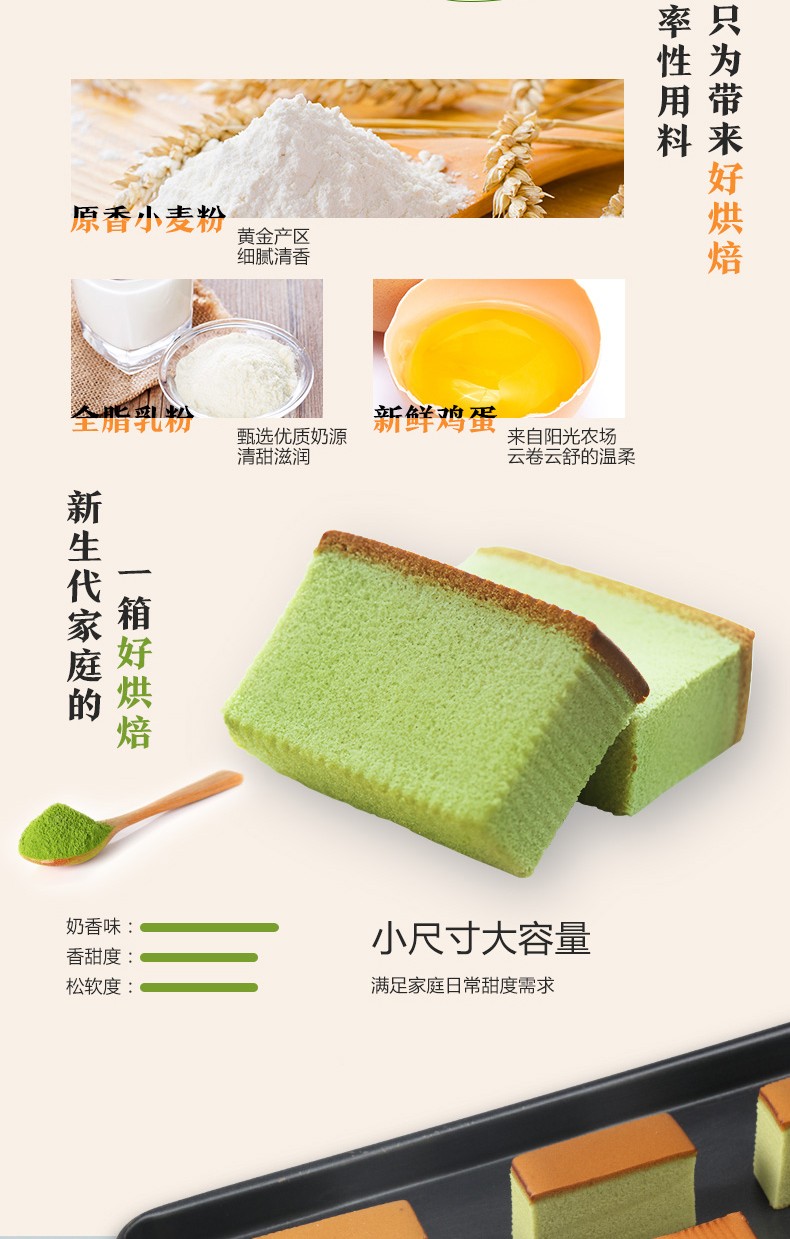 只为带来好烘焙
率性用料
原香小麦粉
黄金产区
细腻清香
全脂乳粉
甄选优质奶源
清甜滋润
新鲜鸡蛋
来自阳光农场
云卷云舒的温柔
新生代家庭的
一箱好烘焙
奶香味：
香甜度：
松软度：
小尺寸大容量
满足家庭日常甜度需求